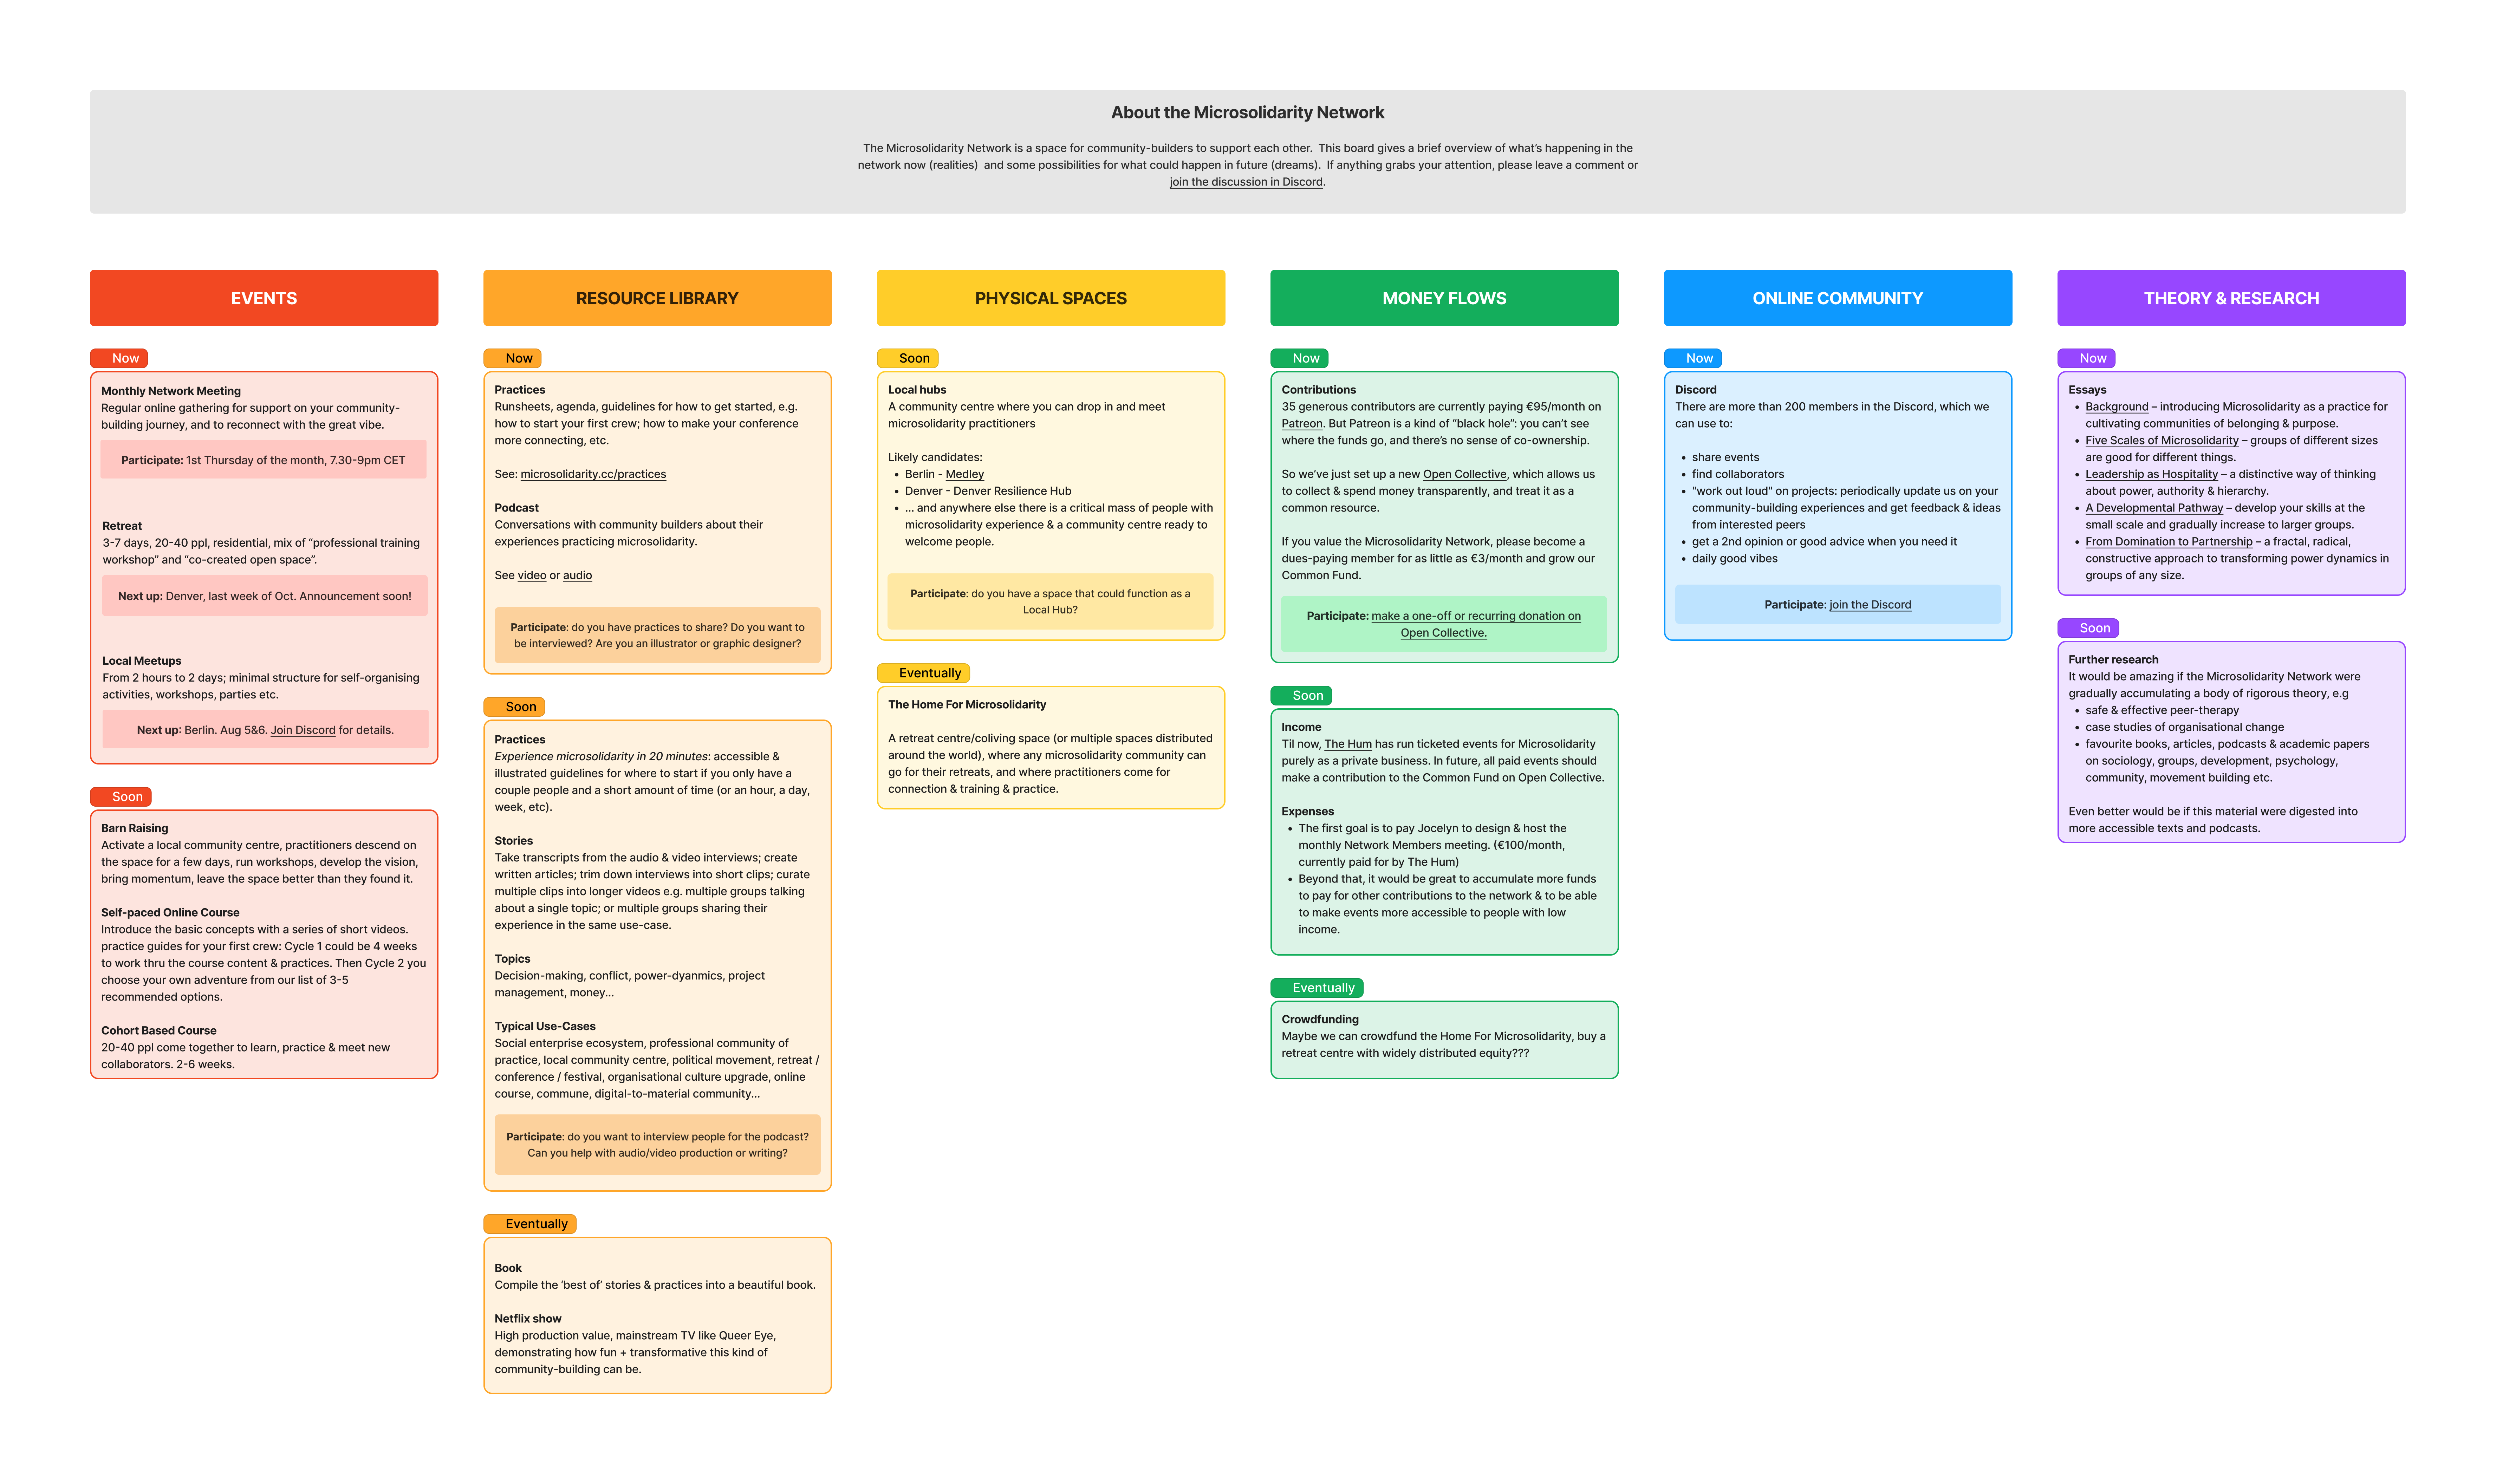 About the Microsolidarity Network
The Microsolidarity Network is a space for community-builders to support each other.  This board gives a brief overview of what's happening in the
network now (realities)  and some possibilities for what could happen in future (dreams).  If anything grabs your attention, please leave a comment or
join the discussion in Discord.
EVENTS
Now
Monthly Network Meeting
Regular online gathering for support on your community-
building journey, and to reconnect with the great vibe.
Participate: 1st Thursday of the month, 7.30-9pm CET
Retreat
3-7 days, 20-40 ppl, residential, mix of “professional training
workshop” and “co-created open space”.
Next up: Denver, last week of Oct. Announcement soon!
Local Meetups
From 2 hours to 2 days; minimal structure for self-organising
activities, workshops, parties etc.
Next up: Berlin. Aug 5&6. Join Discord for details.
Soon
Barn Raising
Activate a local community centre, practitioners descend on
the space for a few days, run workshops, develop the vision,
bring momentum, leave the space better than they found it.
Self-paced Online Course
Introduce the basic concepts with a series of short videos.
practice guides for your first crew: Cycle 1 could be 4 weeks
to work thru the course content & practices. Then Cycle 2 you
choose your own adventure from our list of 3-5
recommended options.
Cohort Based Course
20-40 ppl come together to learn, practice & meet new
collaborators. 2-6 weeks.
RESOURCE LIBRARY
Now
Practices
Runsheets, agenda, guidelines for how to get started, e.g.
how to start your first crew; how to make your conference
more connecting, etc.
See: microsolidarity.cc/practices
Podcast
Conversations with community builders about their
experiences practicing microsolidarity.
See video or audio
Participate: do you have practices to share? Do you want to
be interviewed? Are you an illustrator or graphic designer?
Soon
Practices
Experience microsolidarity in 20 minutes: accessible &
illustrated guidelines for where to start if you only have a
couple people and a short amount of time (or an hour, a day,
week, etc).
Stories
Take transcripts from the audio & video interviews; create
written articles; trim down interviews into short clips; curate
multiple clips into longer videos e.g. multiple groups talking
about a single topic; or multiple groups sharing their
experience in the same use-case.
Topics
Decision-making, conflict, power-dyanmics, project
management, money...
Typical Use-Cases
Social enterprise ecosystem, professional community of
practice, local community centre, political movement, retreat /
conference / festival, organisational culture upgrade, online
course, commune, digital-to-material community...
Participate: do you want to interview people for the podcast?
Can you help with audio/video production or writing?
Eventually
Book
Compile the ‘best of’ stories & practices into a beautiful book.
Netflix show
High production value, mainstream TV like Queer Eye,
demonstrating how fun + transformative this kind of
community-building can be.
PHYSICAL SPACES
Soon
Local hubs
A community centre where you can drop in and meet
microsolidarity practitioners
Likely candidates:
• Berlin - Medley
• Denver - Denver Resilience Hub
• ... and anywhere else there is a critical mass of people with
microsolidarity experience & a community centre ready to
welcome people.
Participate: do you have a space that could function as a
Local Hub?
Eventually
The Home For Microsolidarity
A retreat centre/coliving space (or multiple spaces distributed
around the world), where any microsolidarity community can
go for their retreats, and where practitioners come for
connection & training & practice.
MONEY FLOWS
Now
Contributions
35 generous contributors are currently paying €95/month on
Patreon. But Patreon is a kind of “black hole”: you can't see
where the funds go, and there's no sense of co-ownership.
So we've just set up a new Open Collective, which allows us
to collect & spend money transparently, and treat it as a
common resource.
If you value the Microsolidarity Network, please become a
dues-paying member for as little as €3/month and grow our
Common Fund.
Participate: make a one-off or recurring donation on
Open Collective.
Soon
Income
Til now, The Hum has run ticketed events for Microsolidarity
purely as a private business. In future, all paid events should
make a contribution to the Common Fund on Open Collective.
Expenses
• The first goal is to pay Jocelyn to design & host the
monthly Network Members meeting. (€100/month,
currently paid for by The Hum)
• Beyond that, it would be great to accumulate more funds
to pay for other contributions to the network & to be able
to make events more accessible to people with low
income.
Eventually
Crowdfunding
Maybe we can crowdfund the Home For Microsolidarity, buy a
retreat centre with widely distributed equity???
ONLINE COMMUNITY
Now
Discord
There are more than 200 members in the Discord, which we
can use to:
• share events
• find collaborators
• "work out loud" on projects: periodically update us on your
community-building experiences and get feedback & ideas
from interested peers
• get a 2nd opinion or good advice when you need it
• daily good vibes
Participate: join the Discord
THEORY & RESEARCH
Now
Essays
• Background – introducing Microsolidarity as a practice for
cultivating communities of belonging & purpose.
• Five Scales of Microsolidarity – groups of different sizes
are good for different things.
• Leadership as Hospitality – a distinctive way of thinking
about power, authority & hierarchy.
• A Developmental Pathway – develop your skills at the
small scale and gradually increase to larger groups.
• From Domination to Partnership – a fractal, radical,
constructive approach to transforming power dynamics in
groups of any size.
Soon
Further research
It would be amazing if the Microsolidarity Network were
gradually accumulating a body of rigorous theory, e.g
• safe & effective peer-therapy
• case studies of organisational change
• favourite books, articles, podcasts & academic papers
on sociology, groups, development, psychology,
community, movement building etc.
Even better would be if this material were digested into
more accessible texts and podcasts.